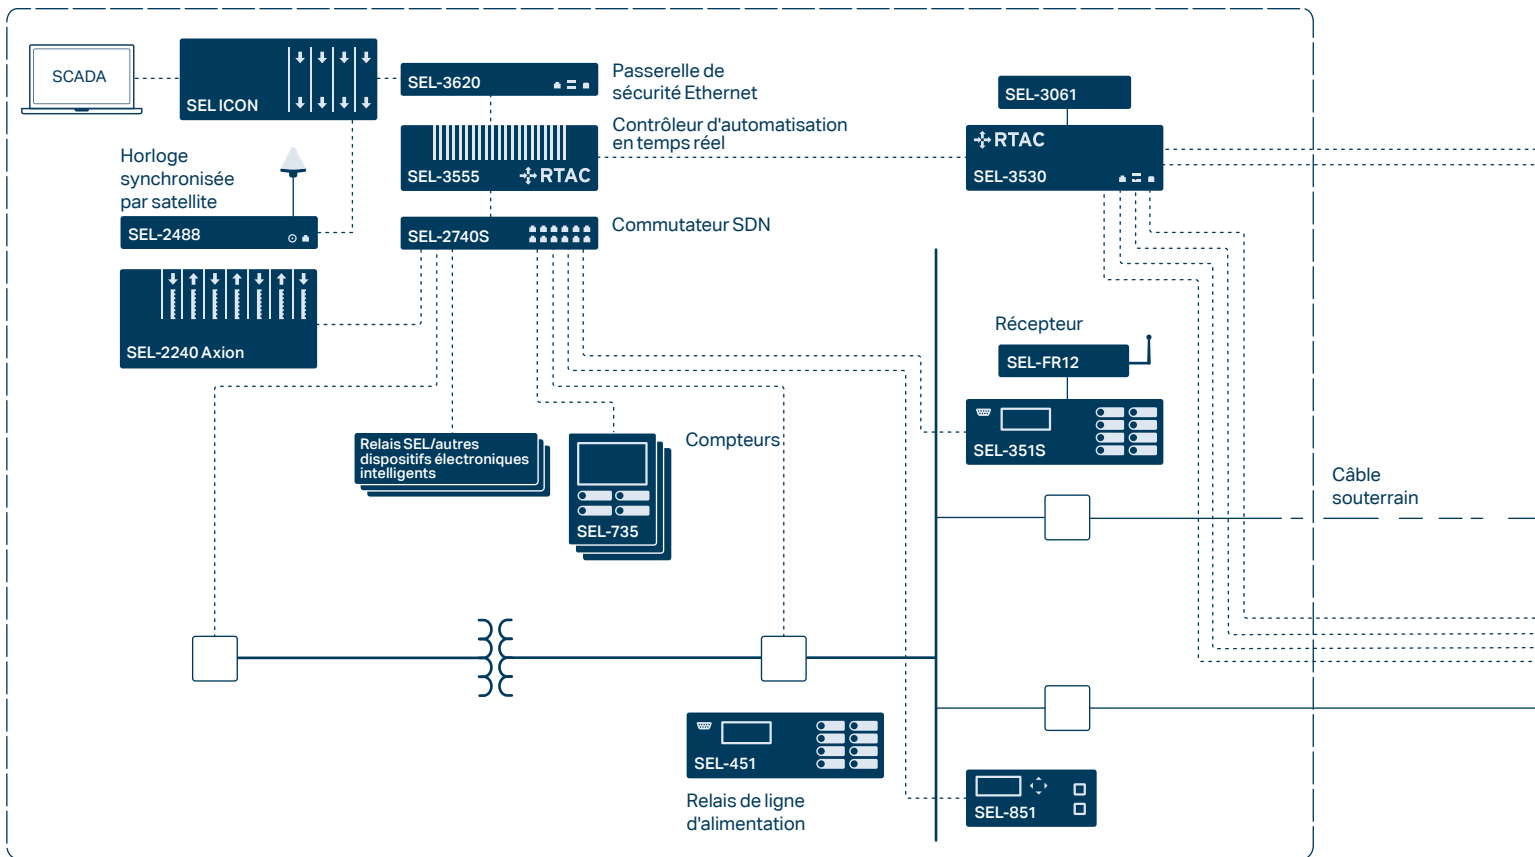 SCADA
SEL ICON
SEL-3620
Passerelle de
sécurité Ethernet
SEL-3061
Contrôleur d'automatisation
en temps réel
SEL-3555
RTAC
RTAC
SEL-3530
Horloge
synchronisée
par satellite
SEL-2488
SEL-2740S
Commutateur SDN
SEL-2240 Axion
Récepteur
SEL-FR12
SEL-351S
Relais SEL/autres
dispositifs électroniques
intelligents
Compteurs
SEL-735
Câble
souterrain
SEL-451
Relais de ligne
d'alimentation
SEL-851